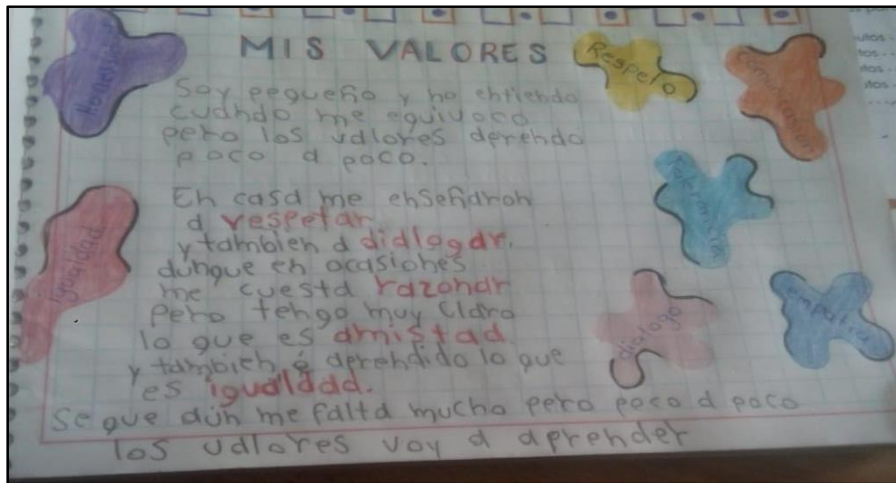 MIS VALORES
Honestidad
Respeto
Comunicación
Soy pequeño y no entiendo
cuando me equivoco
pero los valores aprendo
poco a poco.
Tolerancia
En casa me enseñaron
a respetar
y tambien a dialogar.
aunque en ocasiones
me cuesta razonar
pero tengo muy claro
lo que es amistad
y tambien é aprendido lo que
es igualdad.
igualdad
dialogo
empatia
Se que aún me falta mucho pero poco a poco
los valores voy a aprender